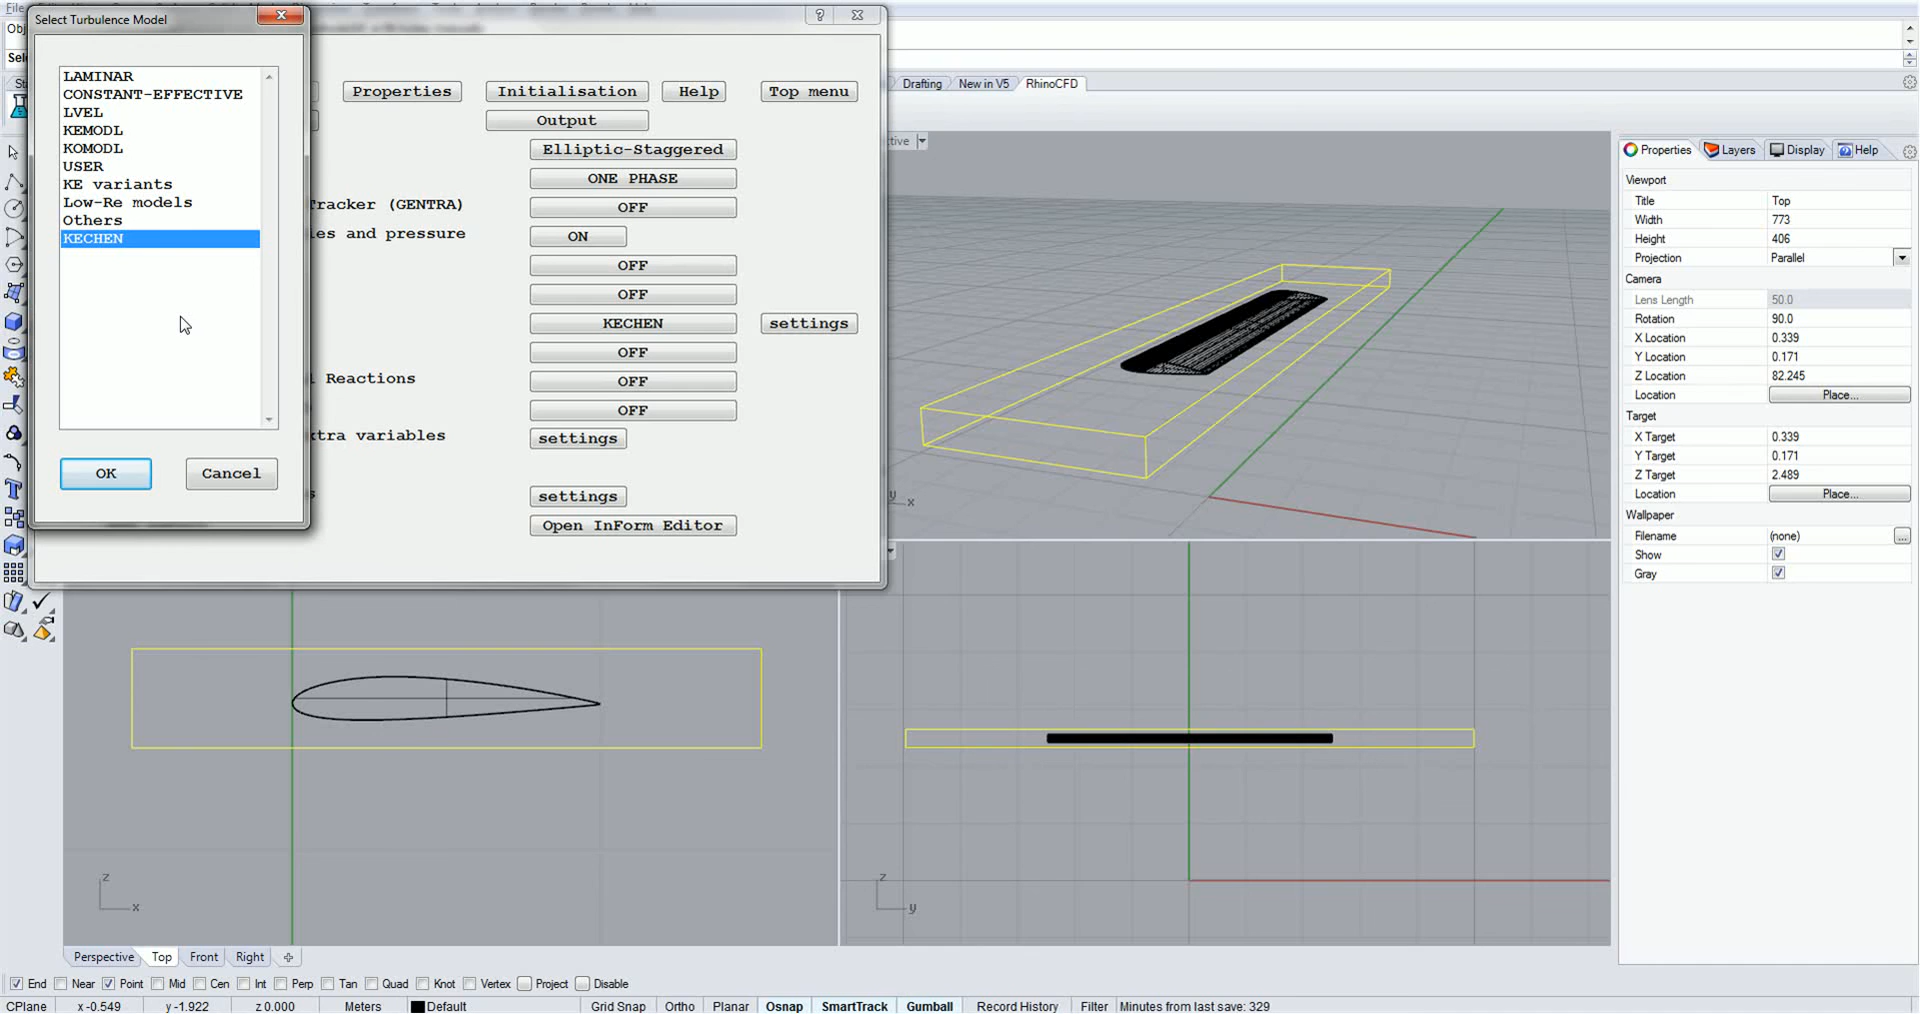 Select Turbulence Model
LAMINAR
CONSTANT-EFFECTIVE
LVEL
KEMODL
KOMODL
USER
KE variants
Low-Re models
Others
KECHEN
OK
Cancel
Properties
Initialisation
Help
Top menu
Output
Elliptic-Staggered
ONE PHASE
Tracker (GENTRA)
OFF
ies and pressure
ON
OFF
OFF
KECHEN
settings
OFF
l Reactions
OFF
OFF
xtra variables
settings
s
settings
Open InForm Editor
Drafting
New in V5
RhinoCFD
tive
y
x
z
x
z
y
Properties
Layers
Display
Help
Viewport
Title
Top
Width
773
Height
406
Projection
Parallel
Camera
Lens Length
50.0
Rotation
90.0
X Location
0.339
Y Location
0.171
Z Location
82.245
Location
Place...
Target
X Target
0.339
Y Target
0.171
Z Target
2.489
Location
Place...
Wallpaper
Filename
(none)
...
Show
Gray
Perspective
Top
Front
Right
End
Near
Point
Mid
Cen
Int
Perp
Tan
Quad
Knot
Vertex
Project
Disable
CPlane
x -0.549
y -1.922
z 0.000
Meters
Default
Grid Snap
Ortho
Planar
Osnap
SmartTrack
Gumball
Record History
Filter
Minutes from last save: 329